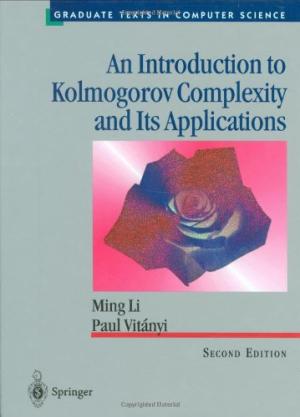 GRADUATE TEXTS IN COMPUTER SCIENCE
An Introduction to
Kolmogorov Complexity
and Its Applications
Ming Li
Paul Vitányi
SECOND EDITION
Springer